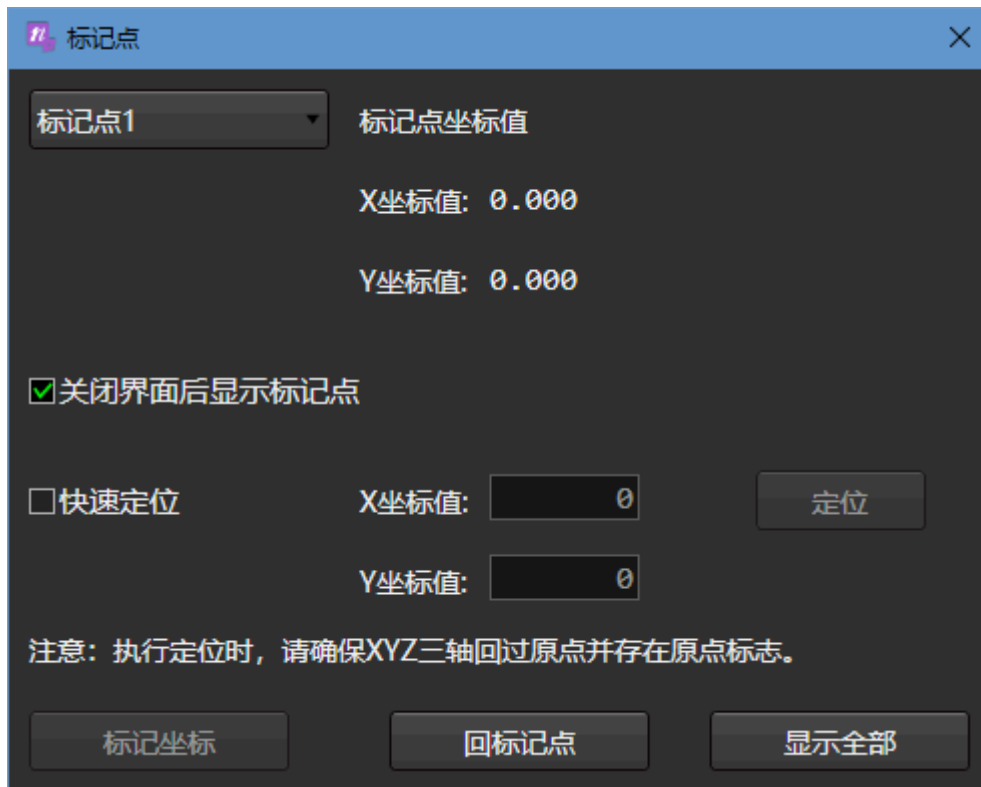 标记点
标记点1 标记点坐标值
X坐标值: 0.000
Y坐标值: 0.000
关闭界面后显示标记点
快速定位 X坐标值: 0 定位
Y坐标值: 0
注意：执行定位时，请确保XYZ三轴回过原点并存在原点标志。
标记坐标 回标记点 显示全部